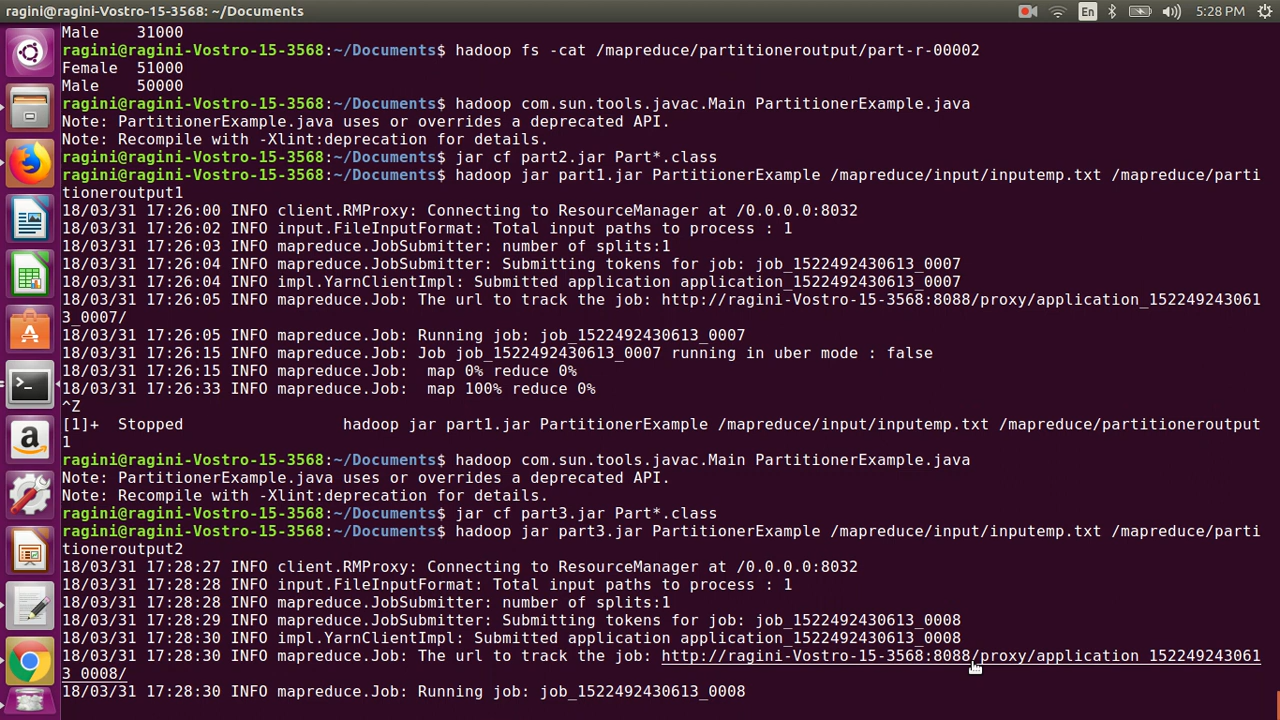 ragini@ragini-Vostro-15-3568: ~/Documents
En
5:28 PM
Male    31000
ragini@ragini-Vostro-15-3568:~/Documents$ hadoop fs -cat /mapreduce/partitioneroutput/part-r-00002
Female  51000
Male    50000
ragini@ragini-Vostro-15-3568:~/Documents$ hadoop com.sun.tools.javac.Main PartitionerExample.java
Note: PartitionerExample.java uses or overrides a deprecated API.
Note: Recompile with -Xlint:deprecation for details.
ragini@ragini-Vostro-15-3568:~/Documents$ jar cf part2.jar Part*.class
ragini@ragini-Vostro-15-3568:~/Documents$ hadoop jar part1.jar PartitionerExample /mapreduce/input/inputemp.txt /mapreduce/parti
tioneroutput1
18/03/31 17:26:00 INFO client.RMProxy: Connecting to ResourceManager at /0.0.0.0:8032
18/03/31 17:26:02 INFO input.FileInputFormat: Total input paths to process : 1
18/03/31 17:26:03 INFO mapreduce.JobSubmitter: number of splits:1
18/03/31 17:26:04 INFO mapreduce.JobSubmitter: Submitting tokens for job: job_1522492430613_0007
18/03/31 17:26:04 INFO impl.YarnClientImpl: Submitted application application_1522492430613_0007
18/03/31 17:26:05 INFO mapreduce.Job: The url to track the job: http://ragini-Vostro-15-3568:8088/proxy/application_152249243061
3_0007/
18/03/31 17:26:05 INFO mapreduce.Job: Running job: job_1522492430613_0007
18/03/31 17:26:15 INFO mapreduce.Job: Job job_1522492430613_0007 running in uber mode : false
18/03/31 17:26:15 INFO mapreduce.Job:  map 0% reduce 0%
18/03/31 17:26:33 INFO mapreduce.Job:  map 100% reduce 0%
^Z
[1]+  Stopped                 hadoop jar part1.jar PartitionerExample /mapreduce/input/inputemp.txt /mapreduce/partitioneroutput
1
ragini@ragini-Vostro-15-3568:~/Documents$ hadoop com.sun.tools.javac.Main PartitionerExample.java
Note: PartitionerExample.java uses or overrides a deprecated API.
Note: Recompile with -Xlint:deprecation for details.
ragini@ragini-Vostro-15-3568:~/Documents$ jar cf part3.jar Part*.class
ragini@ragini-Vostro-15-3568:~/Documents$ hadoop jar part3.jar PartitionerExample /mapreduce/input/inputemp.txt /mapreduce/parti
tioneroutput2
18/03/31 17:28:27 INFO client.RMProxy: Connecting to ResourceManager at /0.0.0.0:8032
18/03/31 17:28:28 INFO input.FileInputFormat: Total input paths to process : 1
18/03/31 17:28:28 INFO mapreduce.JobSubmitter: number of splits:1
18/03/31 17:28:29 INFO mapreduce.JobSubmitter: Submitting tokens for job: job_1522492430613_0008
18/03/31 17:28:30 INFO impl.YarnClientImpl: Submitted application application_1522492430613_0008
18/03/31 17:28:30 INFO mapreduce.Job: The url to track the job: http://ragini-Vostro-15-3568:8088/proxy/application_152249243061
3_0008/
18/03/31 17:28:30 INFO mapreduce.Job: Running job: job_1522492430613_0008